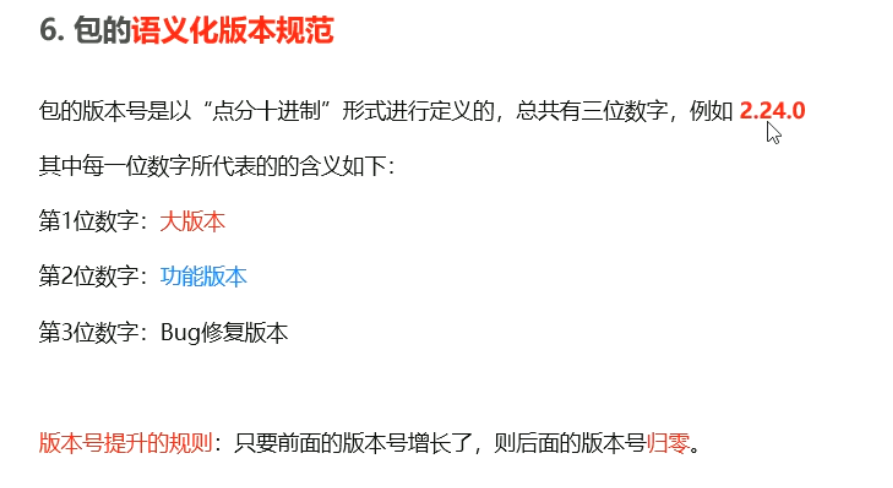 6. 包的语义化版本规范
包的版本号是以“点分十进制”形式进行定义的，总共有三位数字，例如 2.24.0
其中每一位数字所代表的的含义如下：
第1位数字：大版本
第2位数字：功能版本
第3位数字：Bug修复版本
版本号提升的规则：只要前面的版本号增长了，则后面的版本号归零。